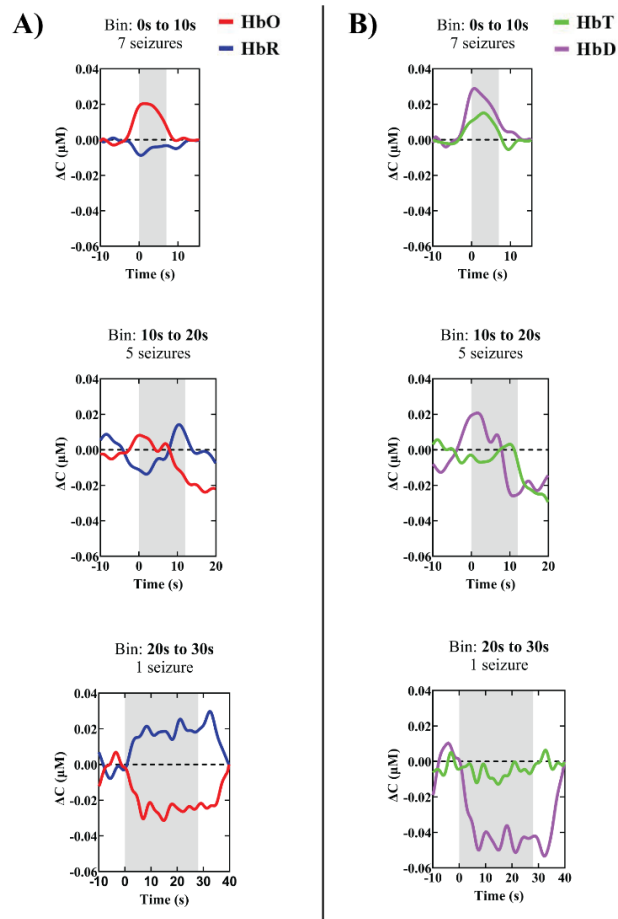 A)
Bin: 0s to 10s
7 seizures
HbO
HbR
0.04
0.02
0.00
-0.02
-0.04
-0.06
ΔC (μM)
-10 0 10
Time (s)
Bin: 10s to 20s
5 seizures
0.04
0.02
0.00
-0.02
-0.04
-0.06
ΔC (μM)
-10 0 10 20
Time (s)
Bin: 20s to 30s
1 seizure
0.04
0.02
0.00
-0.02
-0.04
-0.06
ΔC (μM)
-10 0 10 20 30 40
Time (s)
B)
Bin: 0s to 10s
7 seizures
HbT
HbD
0.04
0.02
0.00
-0.02
-0.04
-0.06
ΔC (μM)
-10 0 10
Time (s)
Bin: 10s to 20s
5 seizures
0.04
0.02
0.00
-0.02
-0.04
-0.06
ΔC (μM)
-10 0 10 20
Time (s)
Bin: 20s to 30s
1 seizure
0.04
0.02
0.00
-0.02
-0.04
-0.06
ΔC (μM)
-10 0 10 20 30 40
Time (s)